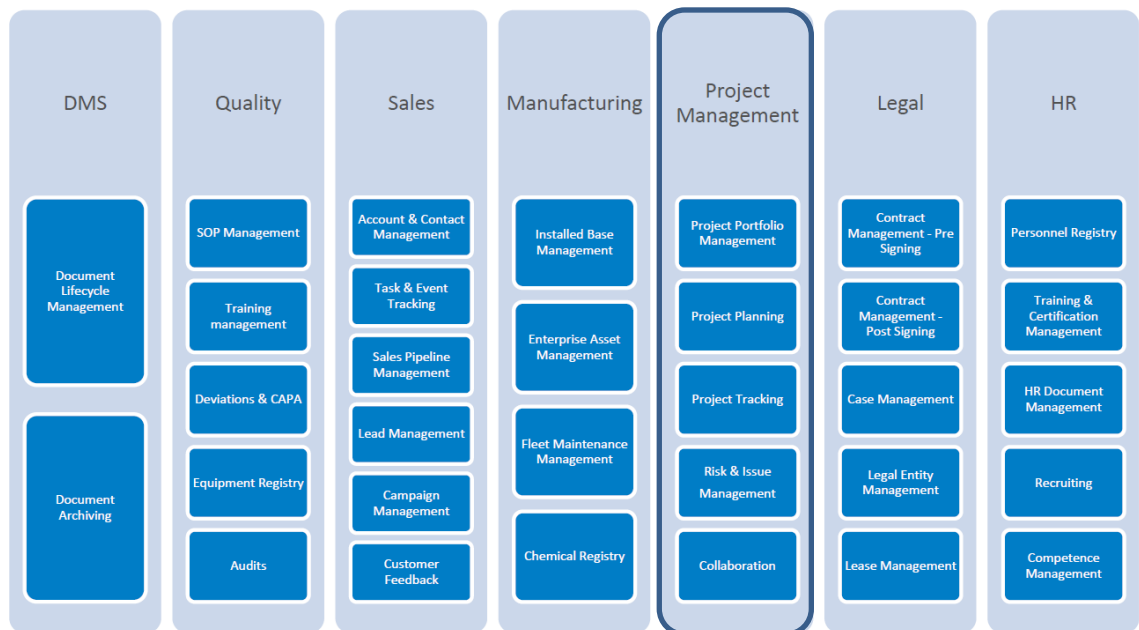 DMS
Document
Lifecycle
Management
Document
Archiving
Quality
SOP Management
Training
management
Deviations & CAPA
Equipment Registry
Audits
Sales
Account & Contact
Management
Task & Event
Tracking
Sales Pipeline
Management
Lead Management
Campaign
Management
Customer
Feedback
Manufacturing
Installed Base
Management
Enterprise Asset
Management
Fleet Maintenance
Management
Chemical Registry
Project
Management
Project Portfolio
Management
Project Planning
Project Tracking
Risk & Issue
Management
Collaboration
Legal
Contract
Management - Pre
Signing
Contract
Management -
Post Signing
Case Management
Legal Entity
Management
Lease Management
HR
Personnel Registry
Training &
Certification
Management
HR Document
Management
Recruiting
Competence
Management